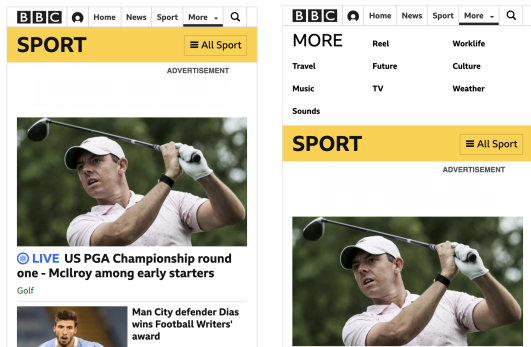 BBC Home News Sport More
SPORT All Sport
ADVERTISEMENT
LIVE US PGA Championship round
one - McIlroy among early starters
Golf
Man City defender Dias
wins Football Writers'
award
BBC Home News Sport More
MORE Reel Worklife
Travel Future Culture
Music TV Weather
Sounds
SPORT All Sport
ADVERTISEMENT